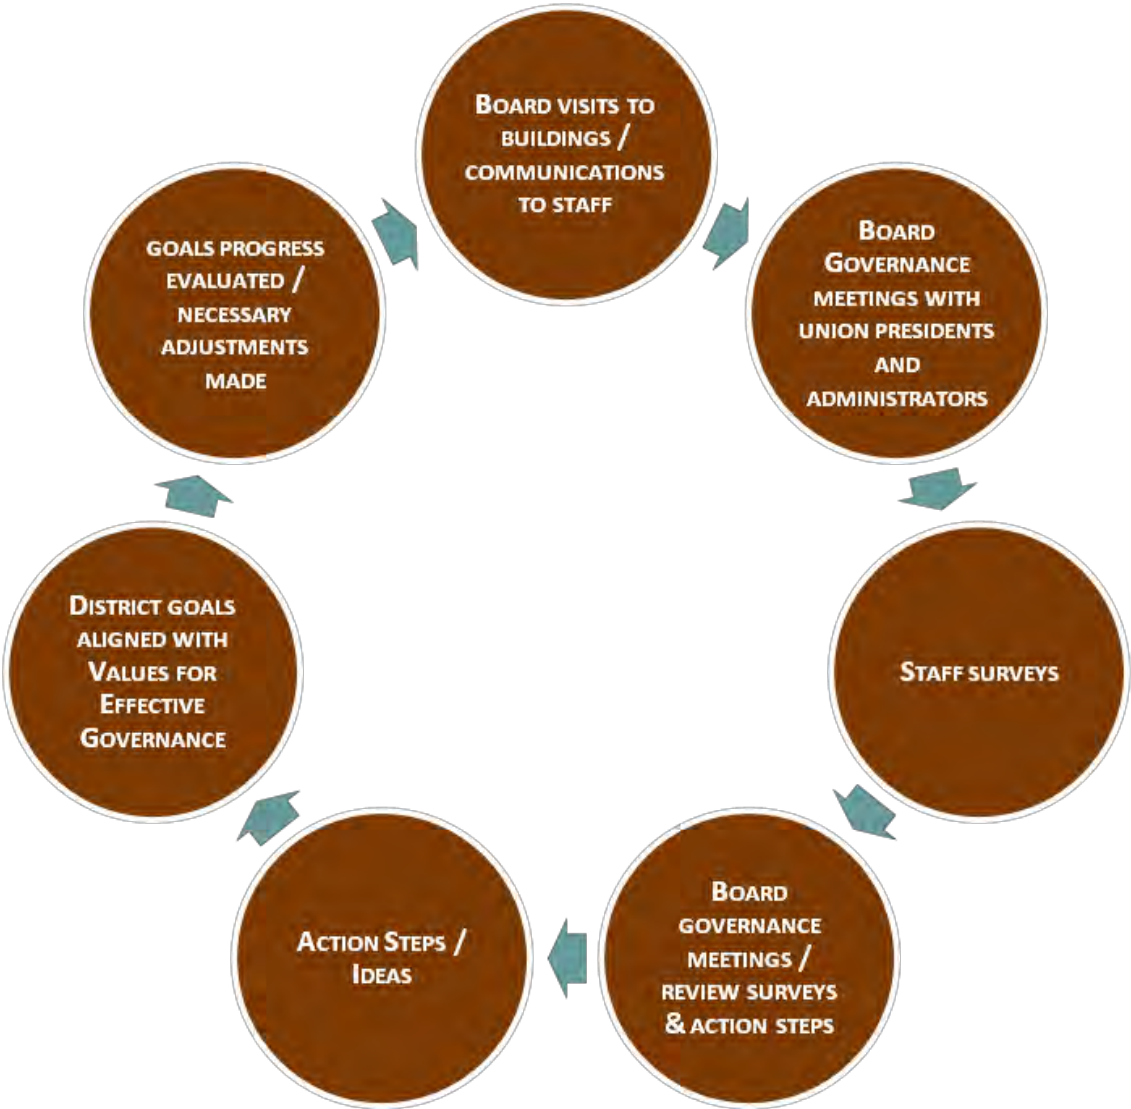 Board visits to
buildings /
communications
to staff
Board
Governance
meetings with
union presidents
and
administrators
Staff surveys
Board
governance
meetings /
review surveys
& action steps
Action Steps /
Ideas
District goals
aligned with
Values for
Effective
Governance
goals progress
evaluated /
necessary
adjustments
made